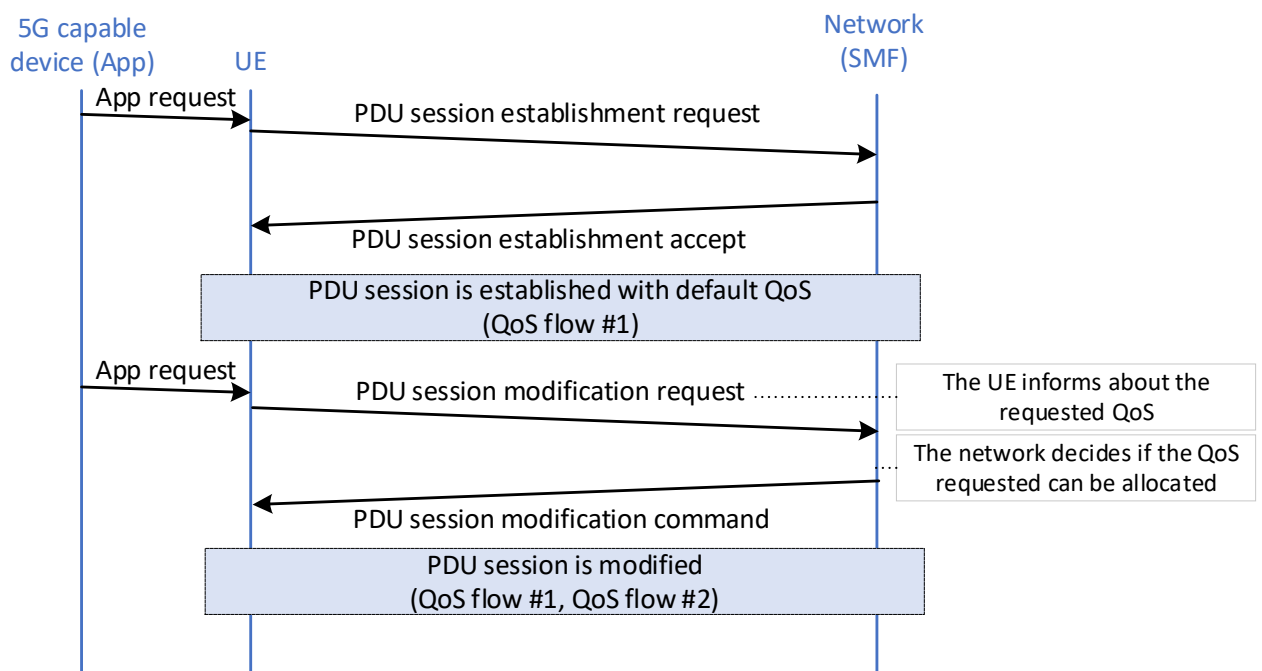 5G capable
device (App)
UE
Network
(SMF)
App request
PDU session establishment request
PDU session establishment accept
PDU session is established with default QoS
(QoS flow #1)
App request
PDU session modification request
The UE informs about the
requested QoS
The network decides if the QoS
requested can be allocated
PDU session modification command
PDU session is modified
(QoS flow #1, QoS flow #2)